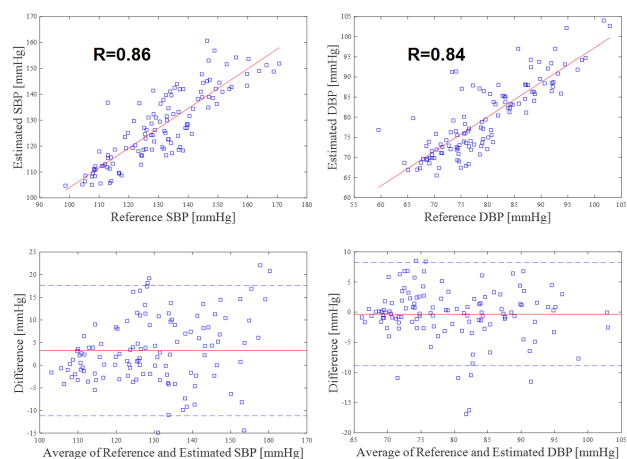 R=0.86
Estimated SBP [mmHg]
170
160
150
140
130
120
110
100
90 100 110 120 130 140 150 160 170 180
Reference SBP [mmHg]
R=0.84
Estimated DBP [mmHg]
105
100
95
90
85
80
75
70
65
60
55 60 65 70 75 80 85 90 95 100 105
Reference DBP [mmHg]
Difference [mmHg]
25
20
15
10
5
0
-5
-10
-15
100 110 120 130 140 150 160 170
Average of Reference and Estimated SBP [mmHg]
Difference [mmHg]
10
5
0
-5
-10
-15
-20
65 70 75 80 85 90 95 100 105
Average of Reference and Estimated DBP [mmHg]